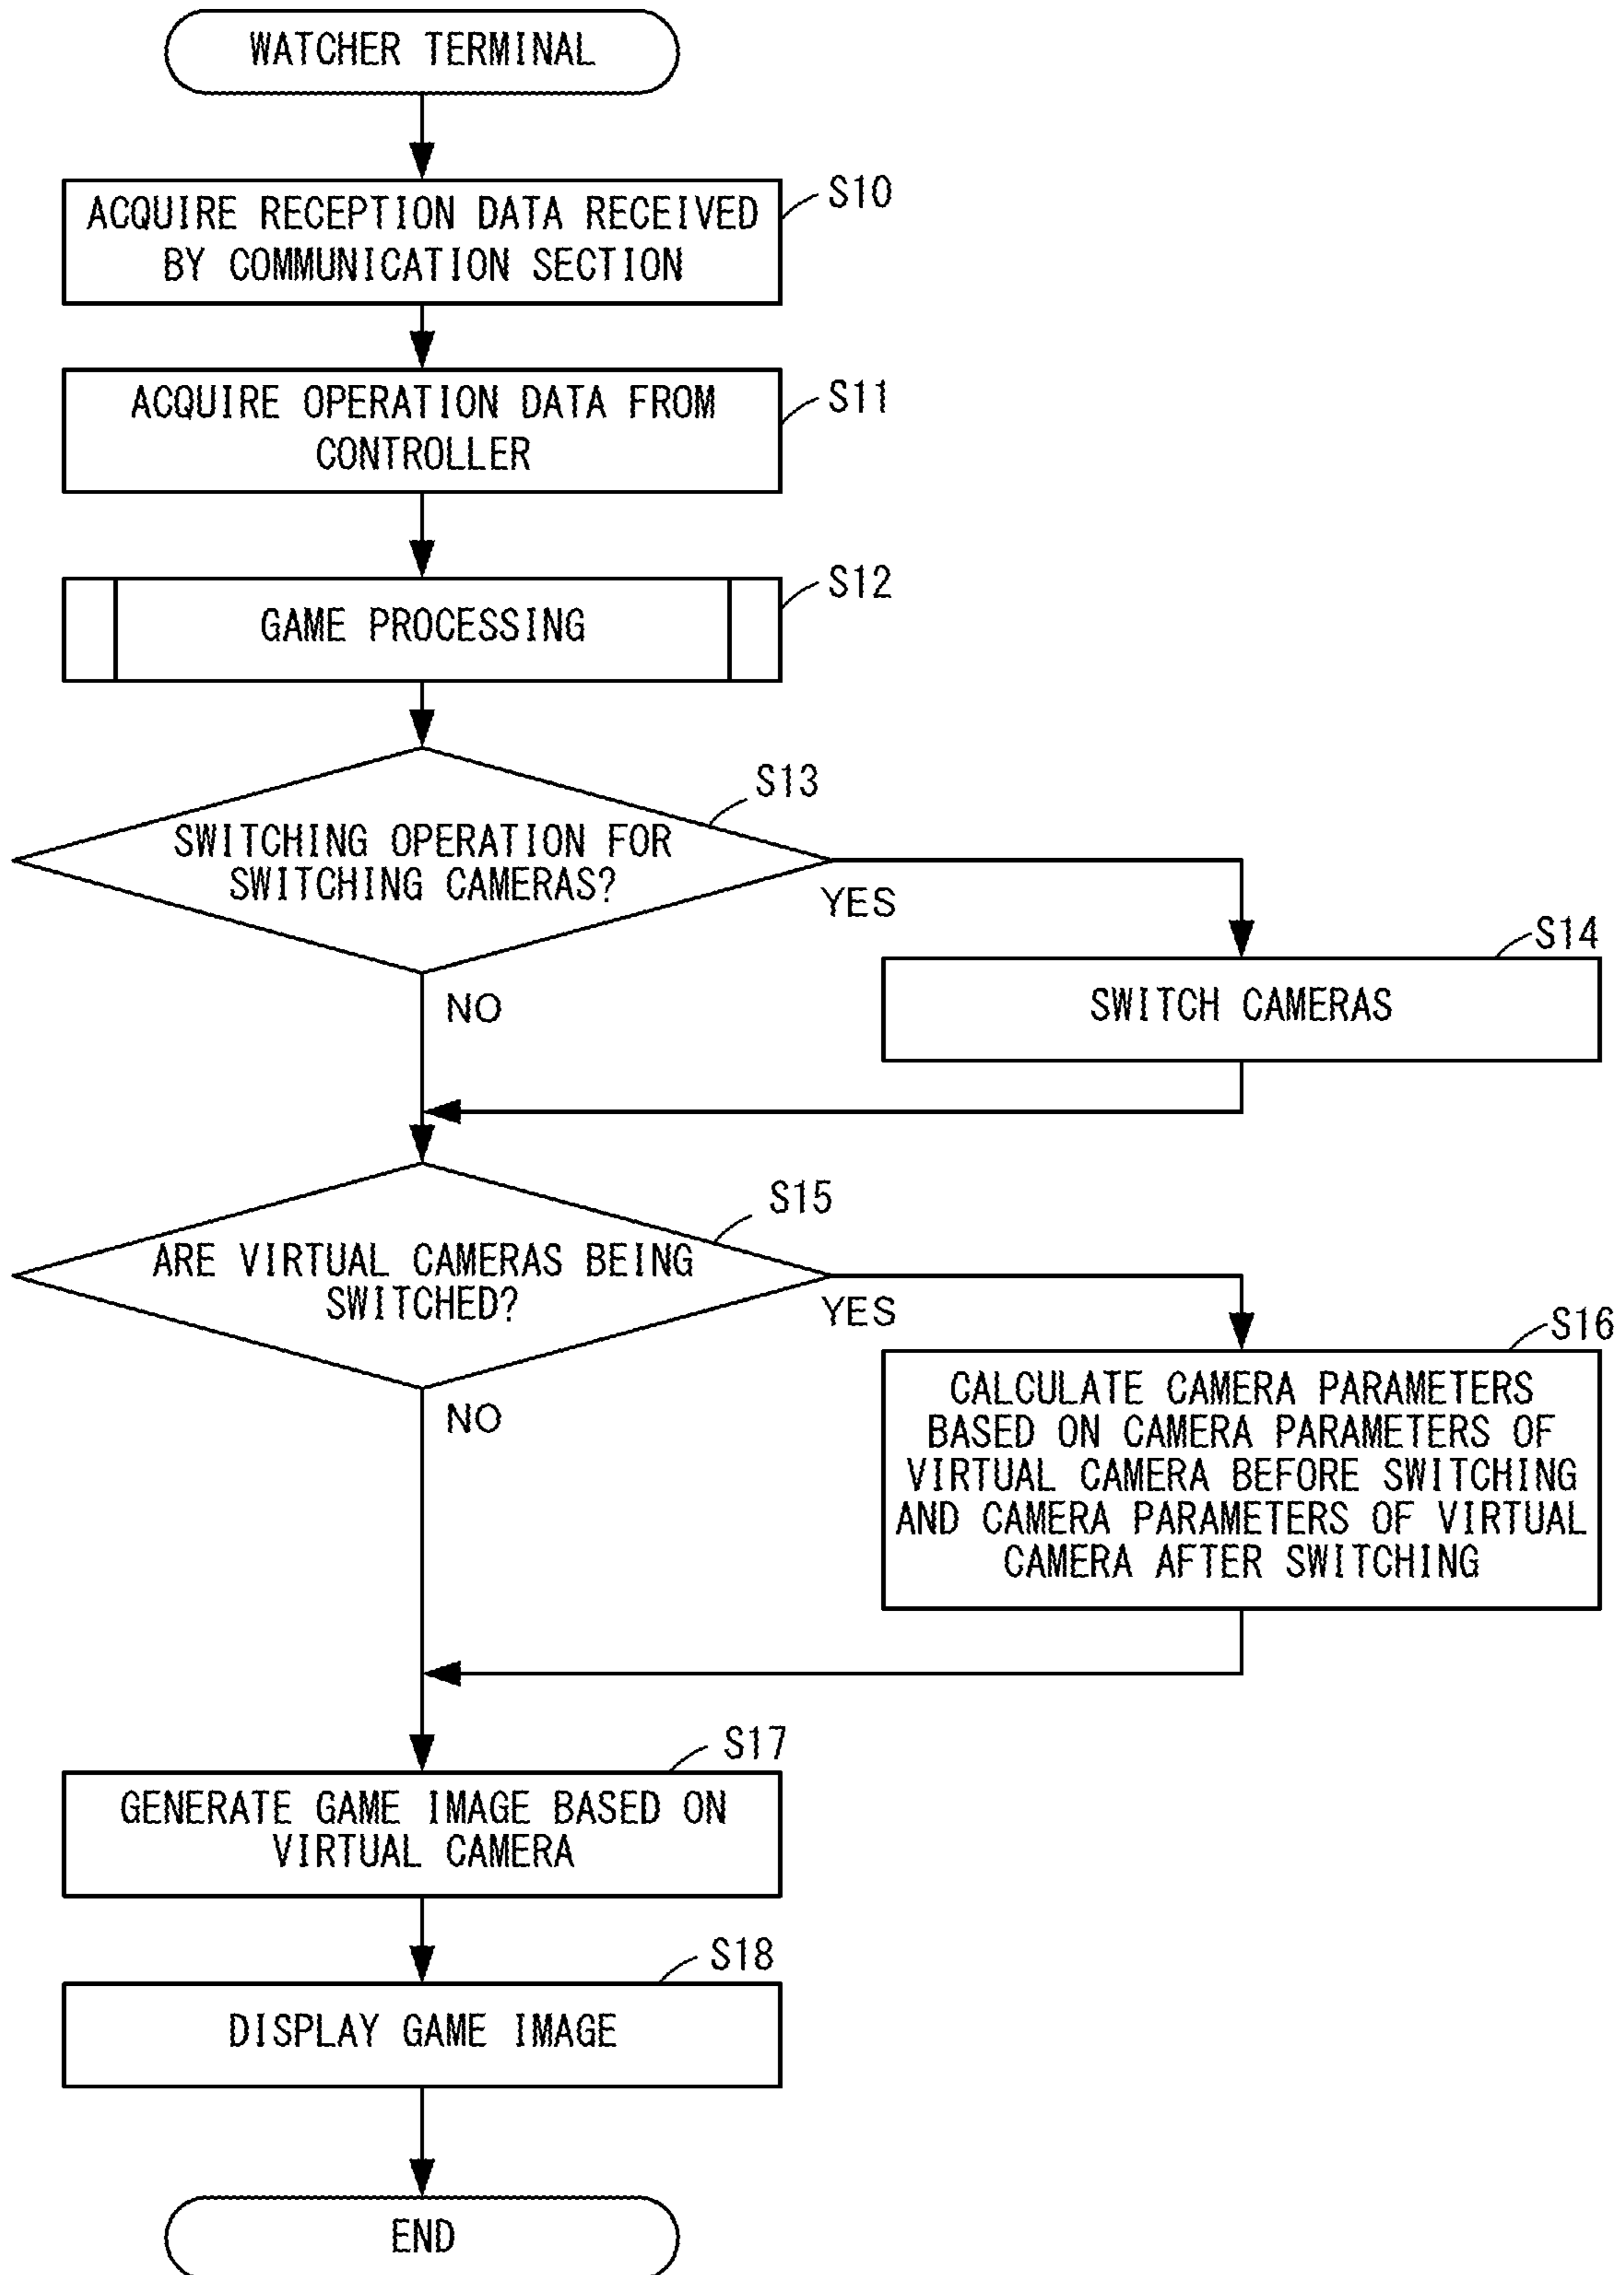 WATCHER TERMINAL
S10
ACQUIRE RECEPTION DATA RECEIVED
BY COMMUNICATION SECTION
S11
ACQUIRE OPERATION DATA FROM
CONTROLLER
S12
GAME PROCESSING
S13
SWITCHING OPERATION FOR
SWITCHING CAMERAS?
YES
NO
S14
SWITCH CAMERAS
S15
ARE VIRTUAL CAMERAS BEING
SWITCHED?
YES
NO
S16
CALCULATE CAMERA PARAMETERS
BASED ON CAMERA PARAMETERS OF
VIRTUAL CAMERA BEFORE SWITCHING
AND CAMERA PARAMETERS OF VIRTUAL
CAMERA AFTER SWITCHING
S17
GENERATE GAME IMAGE BASED ON
VIRTUAL CAMERA
S18
DISPLAY GAME IMAGE
END